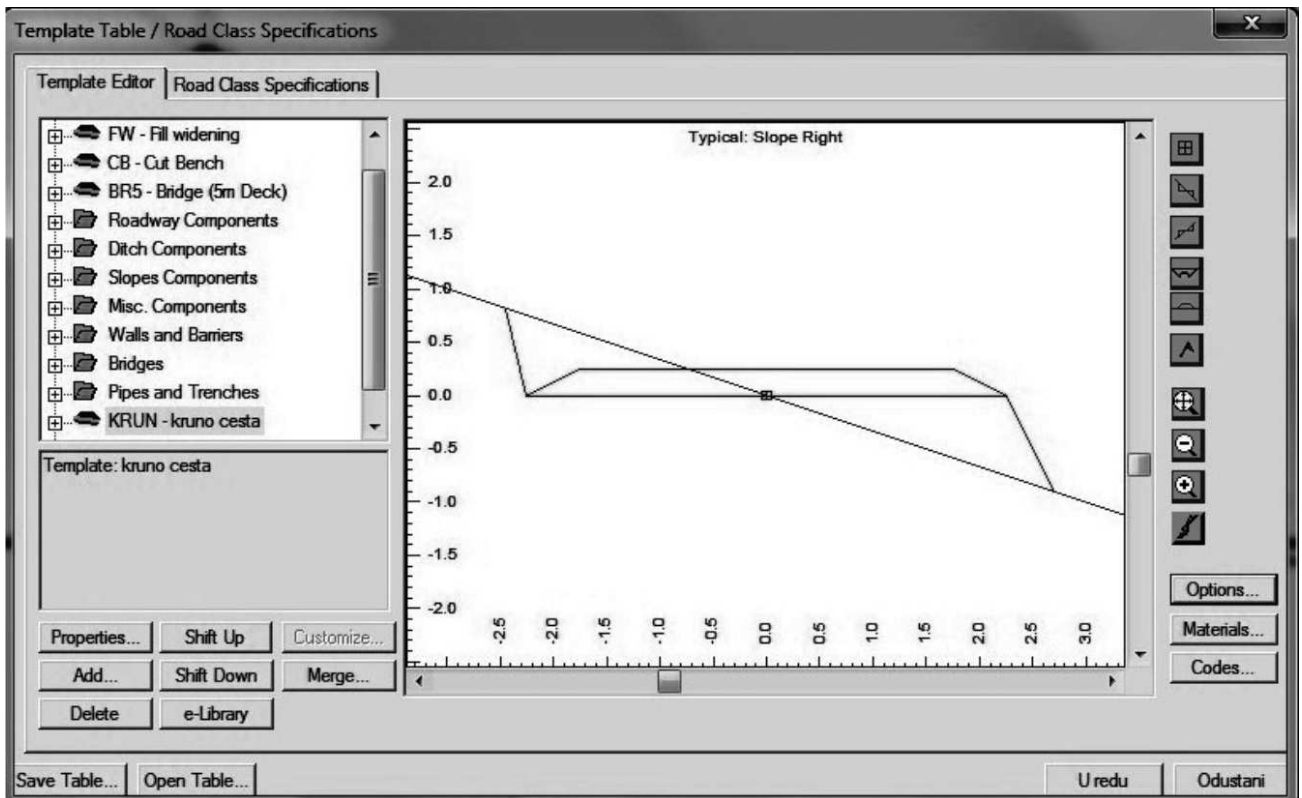 Template Table / Road Class Specifications
Template Editor
Road Class Specifications
FW - Fill widening
CB - Cut Bench
BR5 - Bridge (5m Deck)
Roadway Components
Ditch Components
Slopes Components
Misc. Components
Walls and Barriers
Bridges
Pipes and Trenches
KRUN - kruno cesta
Template: kruno cesta
Properties...
Shift Up
Customize...
Add...
Shift Down
Merge...
Delete
e-Library
Typical: Slope Right
2.0
1.5
1.0
0.5
0.0
-0.5
-1.0
-1.5
-2.0
-2.5
-2.0
-1.5
-1.0
-0.5
0.0
0.5
1.0
1.5
2.0
2.5
3.0
Options...
Materials...
Codes...
Save Table...
Open Table...
U redu
Odustani